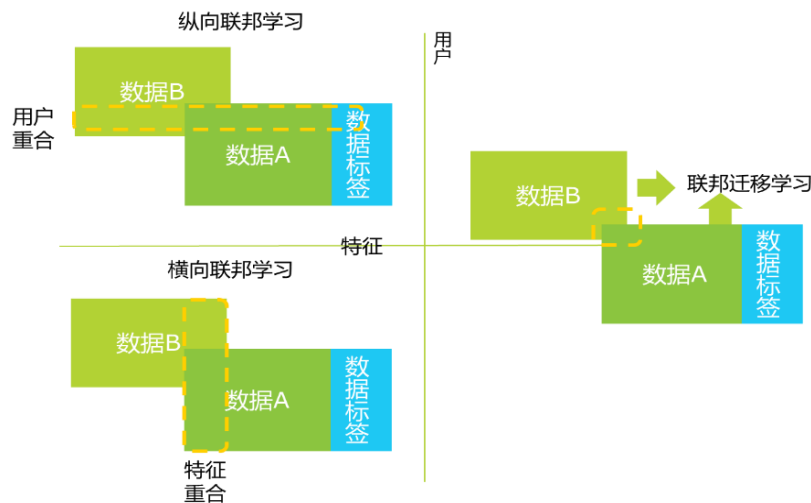 纵向联邦学习
数据B
用户
重合
数据A
数据标签
用户
数据B
联邦迁移学习
数据A
数据标签
特征
横向联邦学习
数据B
数据A
数据标签
特征
重合